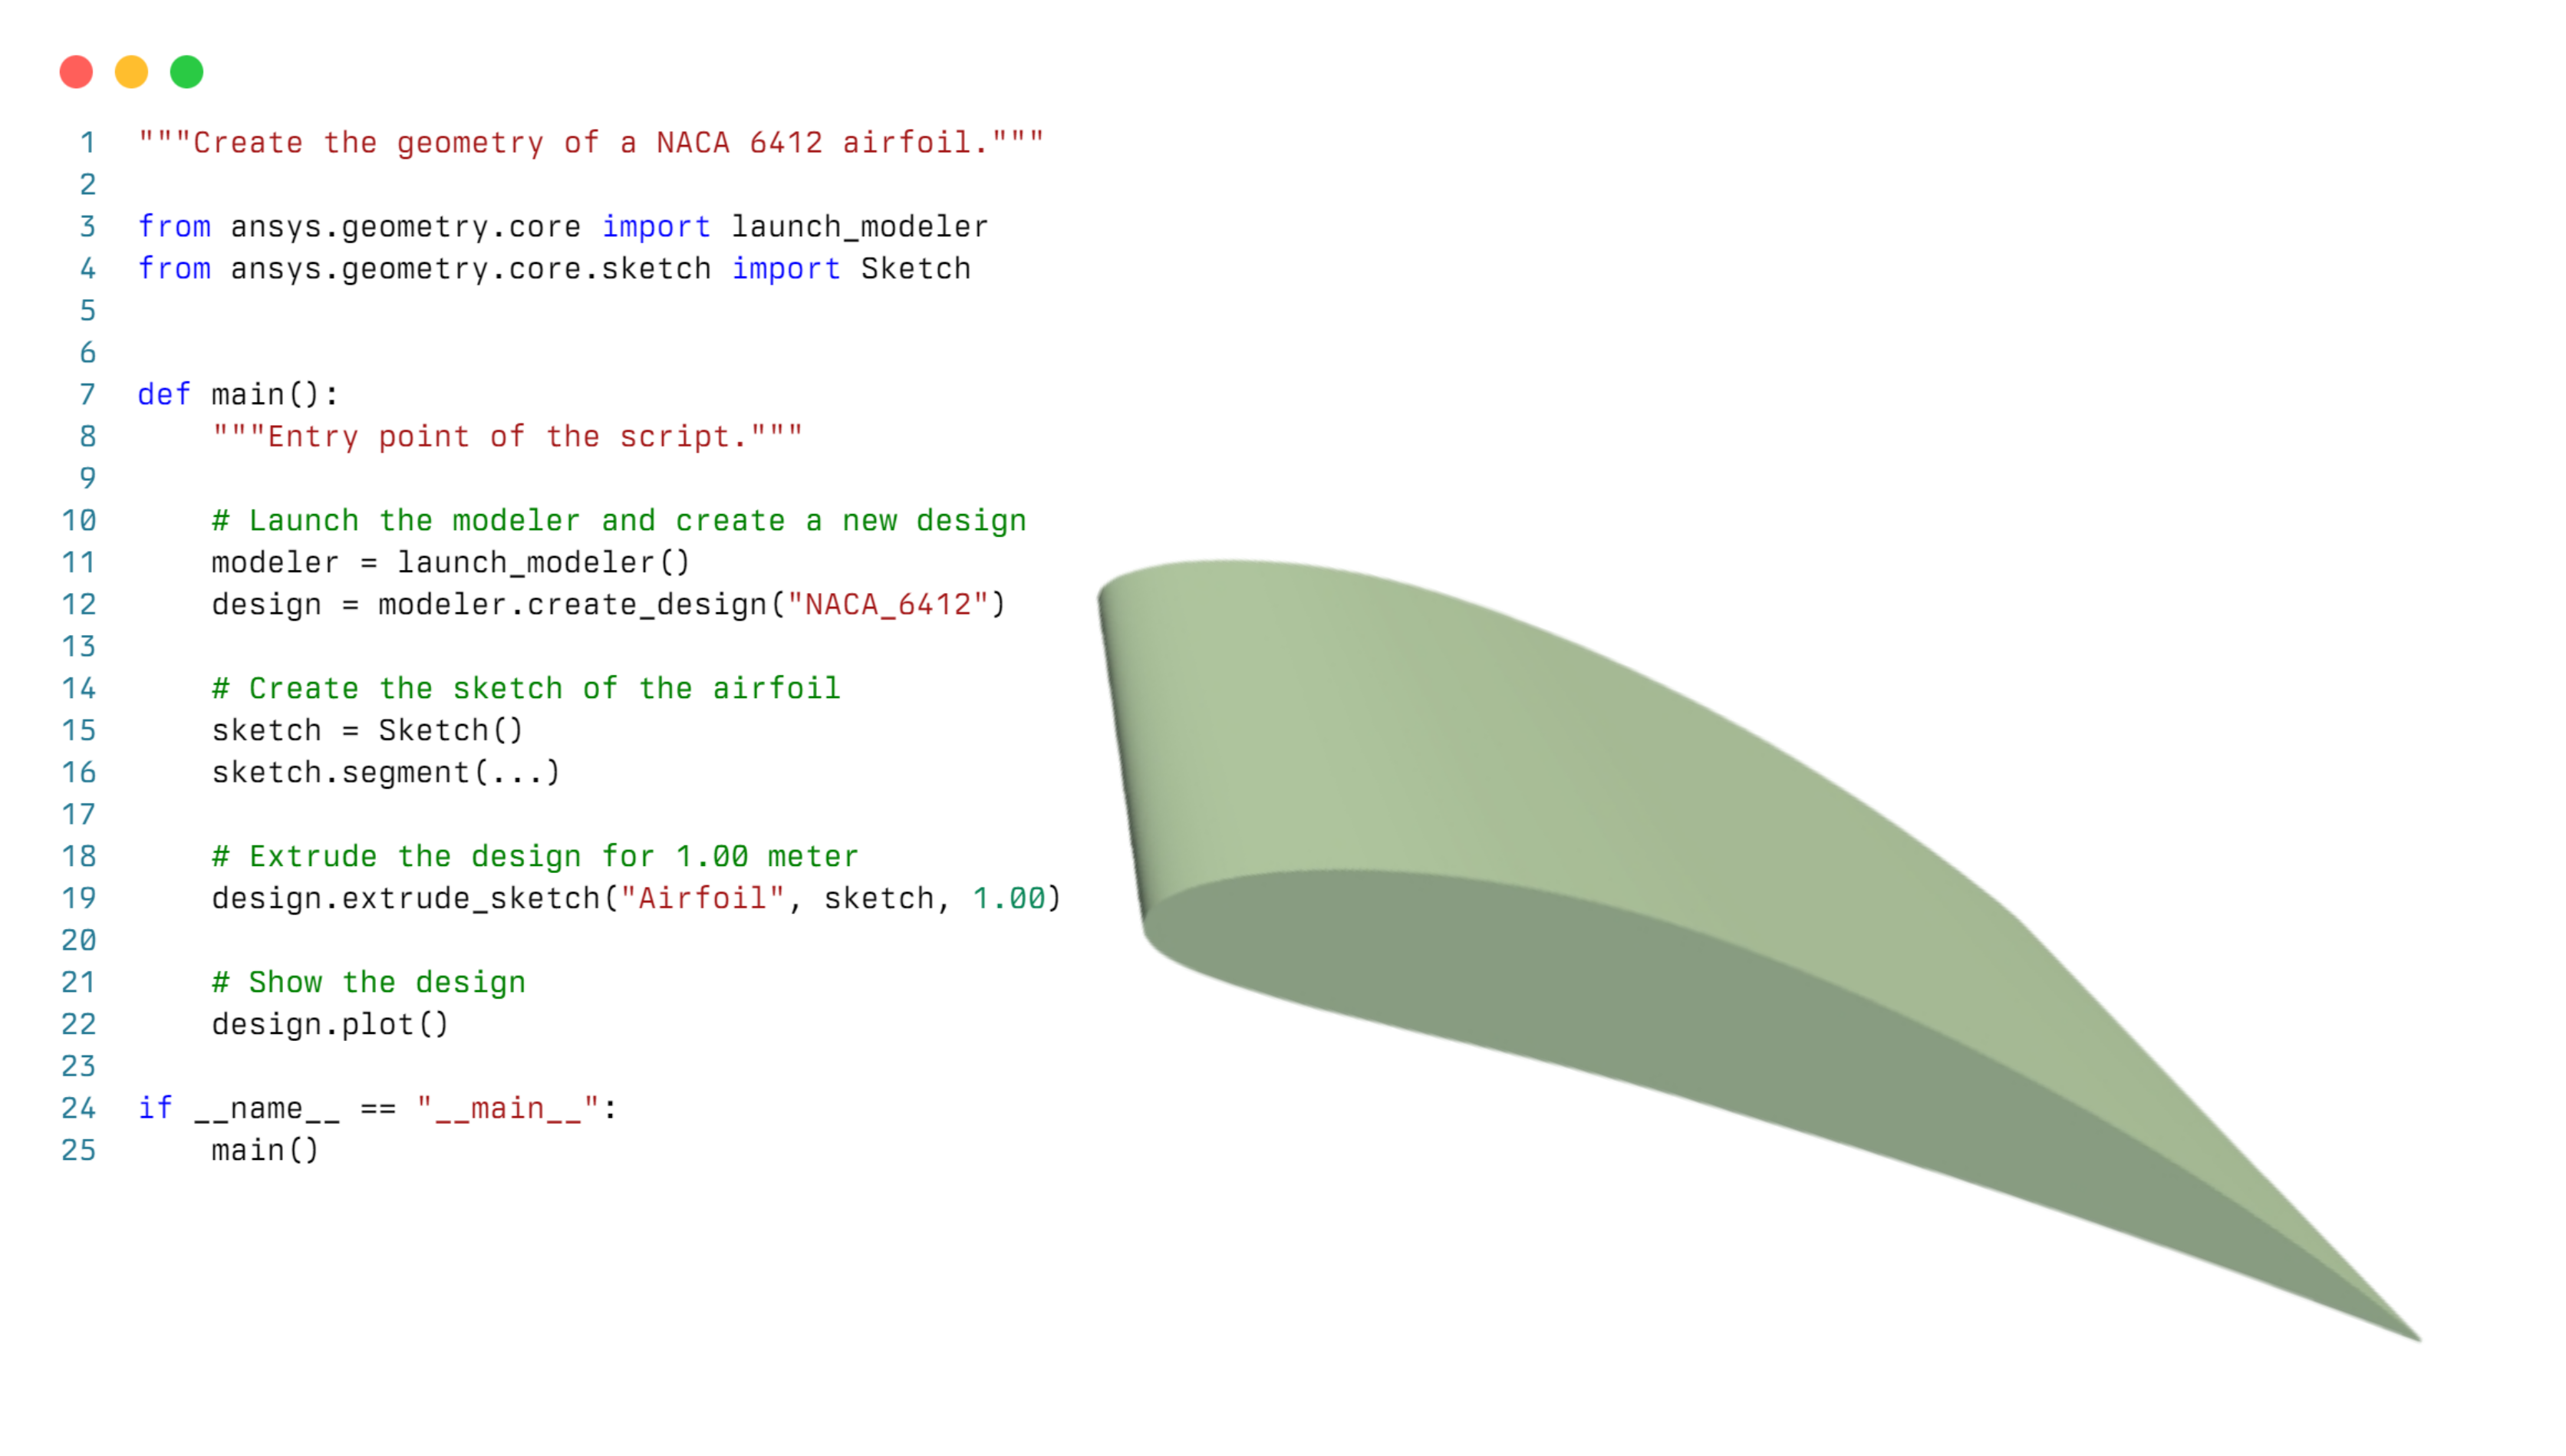 1 """Create the geometry of a NACA 6412 airfoil."""
2
3 from ansys.geometry.core import launch_modeler
4 from ansys.geometry.core.sketch import Sketch
5
6
7 def main():
8     """Entry point of the script."""
9
10     # Launch the modeler and create a new design
11     modeler = launch_modeler()
12     design = modeler.create_design("NACA_6412")
13
14     # Create the sketch of the airfoil
15     sketch = Sketch()
16     sketch.segment(...)
17
18     # Extrude the design for 1.00 meter
19     design.extrude_sketch("Airfoil", sketch, 1.00)
20
21     # Show the design
22     design.plot()
23
24 if __name__ == "__main__":
25     main()